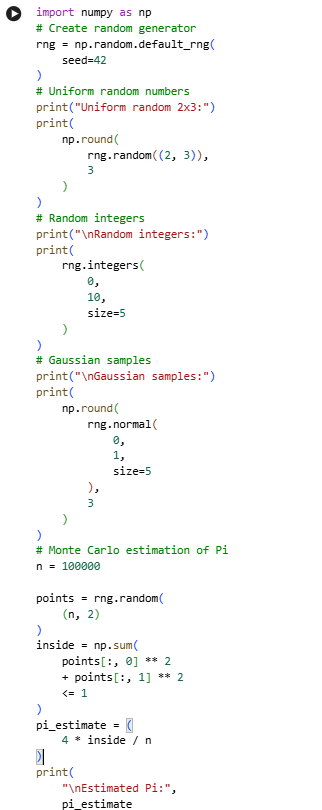 import numpy as np
# Create random generator
rng = np.random.default_rng(
    seed=42
)
# Uniform random numbers
print("Uniform random 2x3:")
print(
    np.round(
        rng.random((2, 3)),
        3
    )
)
# Random integers
print("\nRandom integers:")
print(
    rng.integers(
        0,
        10,
        size=5
    )
)
# Gaussian samples
print("\nGaussian samples:")
print(
    np.round(
        rng.normal(
            0,
            1,
            size=5
        ),
        3
    )
)
# Monte Carlo estimation of Pi
n = 100000

points = rng.random(
    (n, 2)
)
inside = np.sum(
    points[:, 0] ** 2
    + points[:, 1] ** 2
    <= 1
)
pi_estimate = (
    4 * inside / n
)
print(
    "\nEstimated Pi:",
    pi_estimate